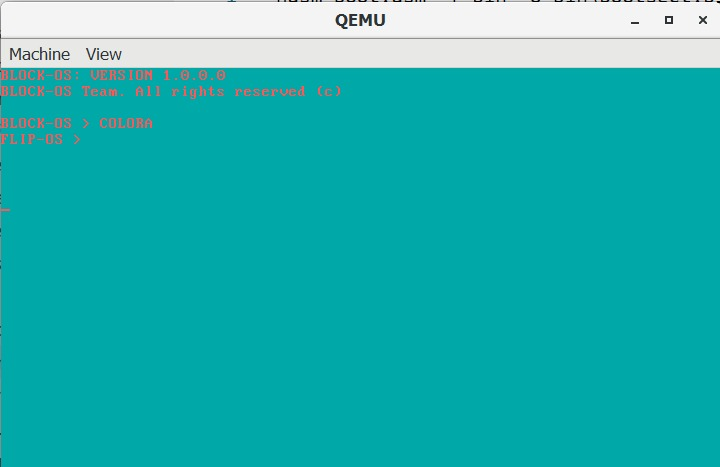 QEMU
Machine View
BLOCK-OS: VERSION 1.0.0.0
BLOCK-OS Team. All rights reserved (c)
BLOCK-OS > COLORA
FLIP-OS >